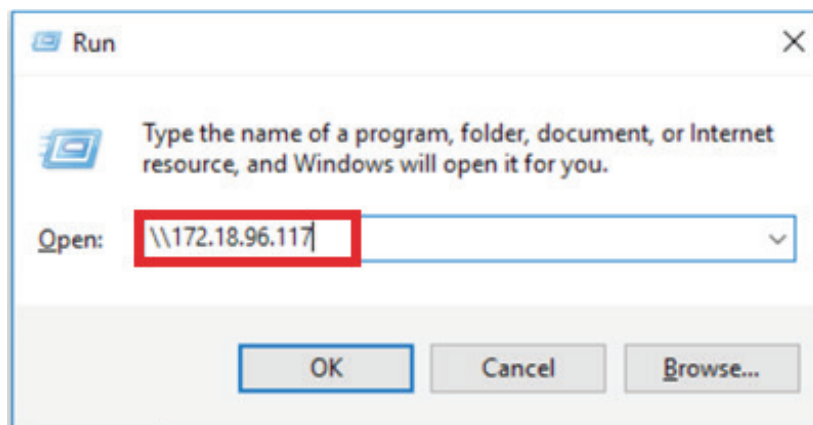 Run
Type the name of a program, folder, document, or Internet
resource, and Windows will open it for you.
Open: \\172.18.96.117
OK Cancel Browse...